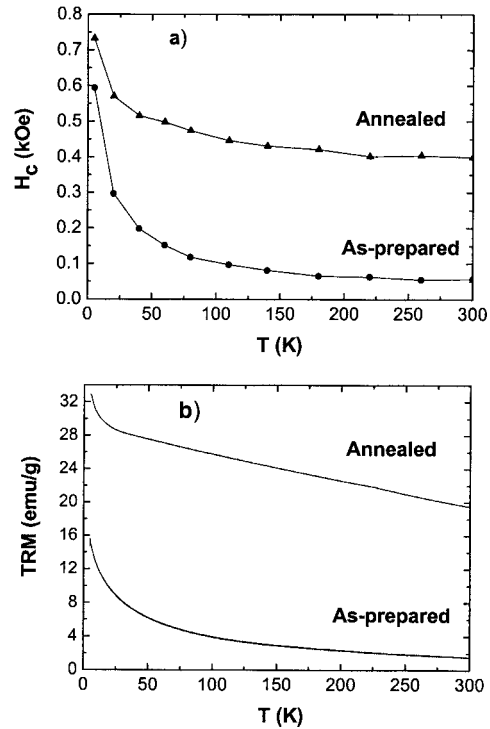 a)
0.8
0.7
0.6
0.5
0.4
0.3
0.2
0.1
0.0
H_C (kOe)
Annealed
As-prepared
0 50 100 150 200 250 300
T (K)
b)
32
28
24
20
16
12
8
4
0
TRM (emu/g)
Annealed
As-prepared
0 50 100 150 200 250 300
T (K)